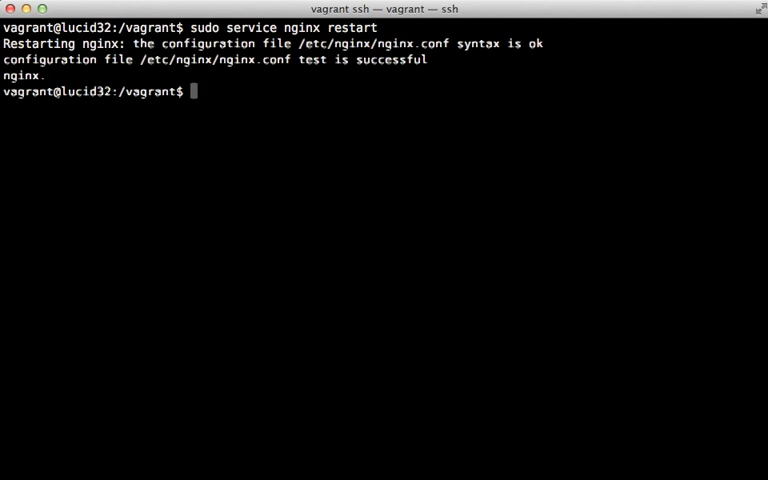 vagrant ssh — vagrant — ssh
vagrant@lucid32:/vagrant$ sudo service nginx restart
Restarting nginx: the configuration file /etc/nginx/nginx.conf syntax is ok
configuration file /etc/nginx/nginx.conf test is successful
nginx.
vagrant@lucid32:/vagrant$